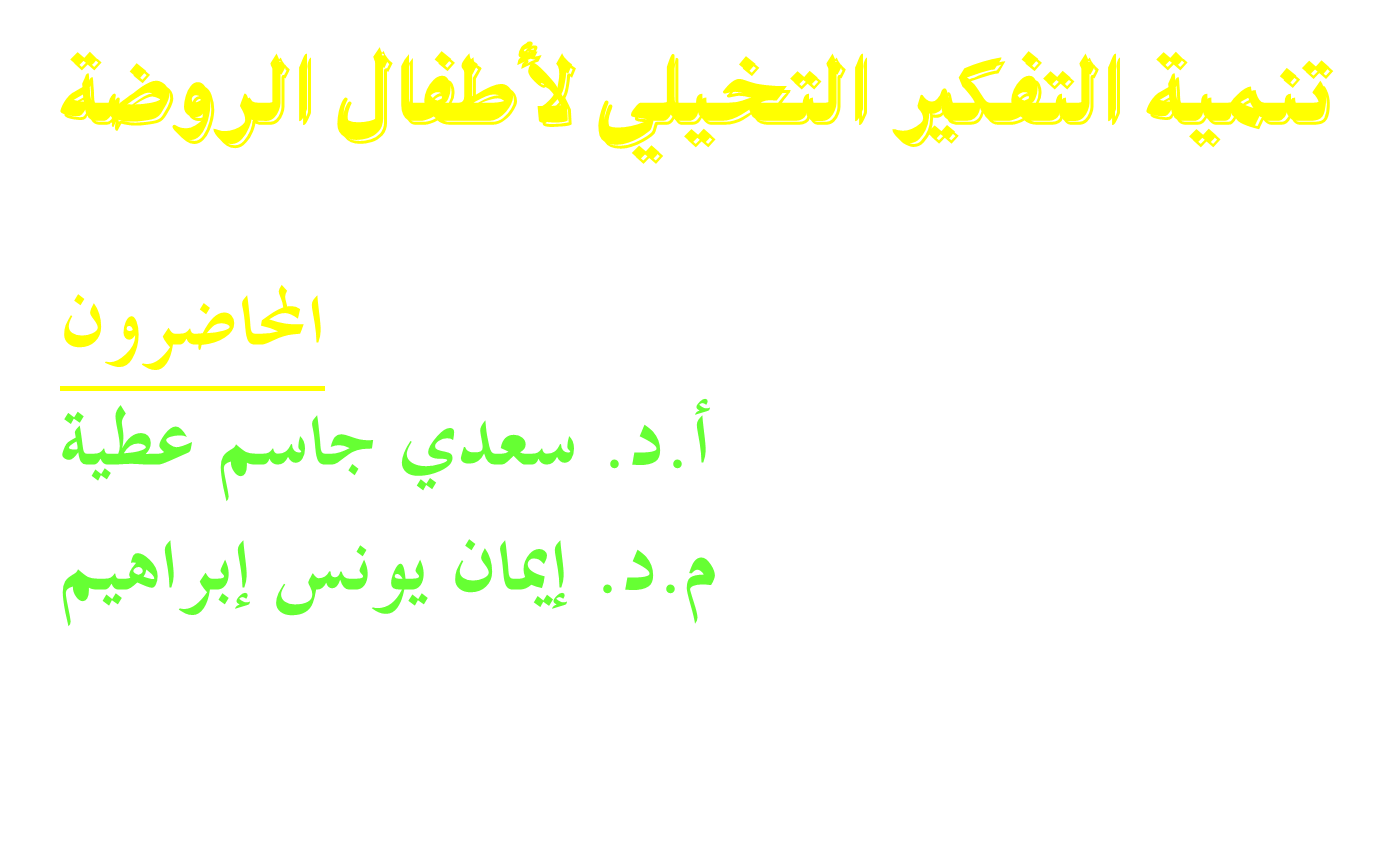 تنمية التفكير التخيلي لأطفال الروضة
المحاضرون
أ.د. سعدي جاسم عطية
م.د. إيمان يونس إبراهيم